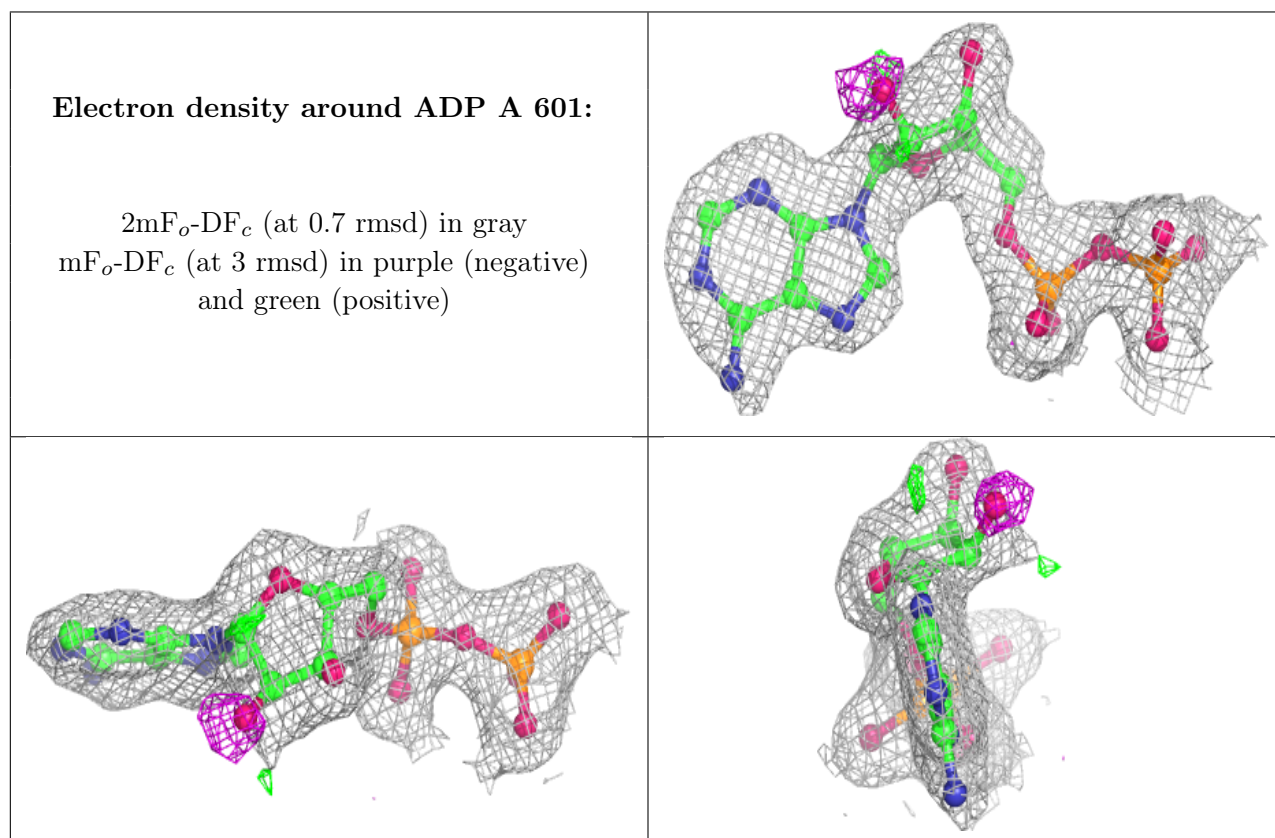 Electron density around ADP A 601:
2mFo-DFc (at 0.7 rmsd) in gray
mFo-DFc (at 3 rmsd) in purple (negative)
and green (positive)